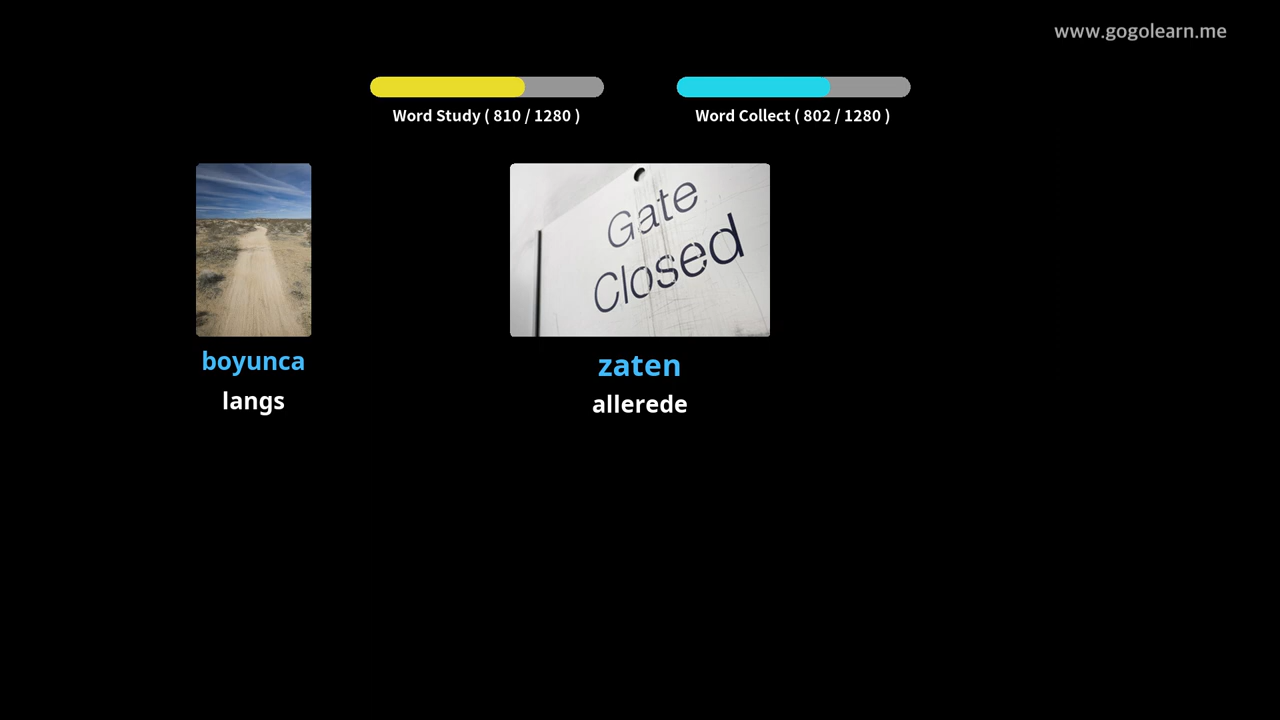 www.gogolearn.me
Word Study ( 810 / 1280 )
Word Collect ( 802 / 1280 )
Gate
Closed
boyunca
langs
zaten
allerede